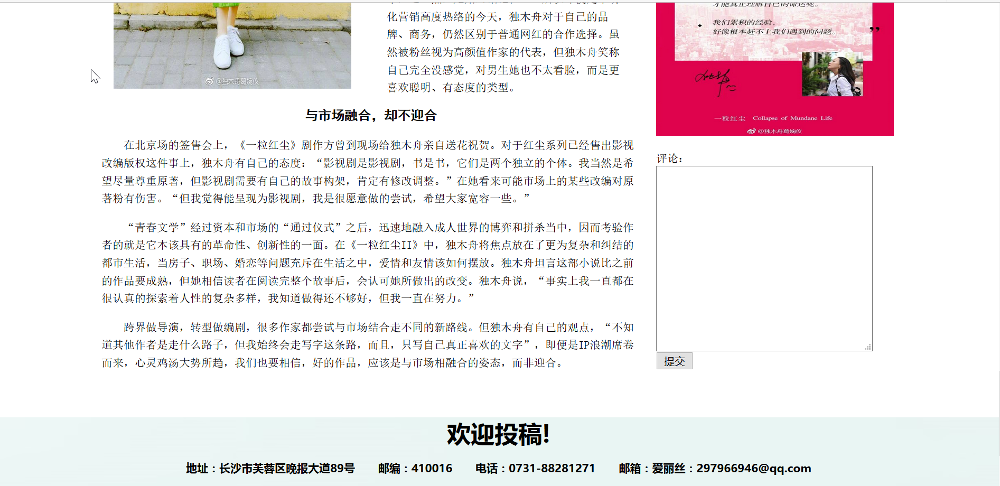 化营销高度热络的今天，独木舟对于自己的品
牌、商务，仍然区别于普通网红的合作选择。虽
然被粉丝视为高颜值作家的代表，但独木舟笑称
自己完全没感觉，对男生她也不太看脸，而是更
喜欢聪明、有态度的类型。
@独木舟葛婉仪
与市场融合，却不迎合
在北京场的签售会上，《一粒红尘》剧作方曾到现场给独木舟亲自送花祝贺。对于红尘系列已经售出影视
改编版权这件事上，独木舟有自己的态度：“影视剧是影视剧，书是书，它们是两个独立的个体。我当然是希
望尽量尊重原著，但影视剧需要有自己的故事构架，肯定有修改调整。”在她看来可能市场上的某些改编对原
著粉有伤害。“但我觉得能呈现为影视剧，我是很愿意做的尝试，希望大家宽容一些。”
“青春文学”经过资本和市场的“通过仪式”之后，迅速地融入成人世界的博弈和拼杀当中，因而考验作
者的就是它本该具有的革命性、创新性的一面。在《一粒红尘II》中，独木舟将焦点放在了更为复杂和纠结的
都市生活，当房子、职场、婚恋等问题充斥在生活之中，爱情和友情该如何摆放。独木舟坦言这部小说比之前
的作品要成熟，但她相信读者在阅读完整个故事后，会认可她所做出的改变。独木舟说，“事实上我一直都在
很认真的探索着人性的复杂多样，我知道做得还不够好，但我一直在努力。”
跨界做导演，转型做编剧，很多作家都尝试与市场结合走不同的新路线。但独木舟有自己的观点，“不知
道其他作者是走什么路子，但我始终会走写字这条路，而且，只写自己真正喜欢的文字”，即便是IP浪潮席卷
而来，心灵鸡汤大势所趋，我们也要相信，好的作品，应该是与市场相融合的姿态，而非迎合。
才能真正理解自己的命运呢。
我们累积的经验，
好像根本赶不上我们遇到的问题。
”
一粒红尘 Collapse of Mundane Life
@独木舟葛婉仪
评论：
提交
欢迎投稿!
地址：长沙市芙蓉区晚报大道89号 邮编：410016 电话：0731-88281271 邮箱：爱丽丝：297966946@qq.com